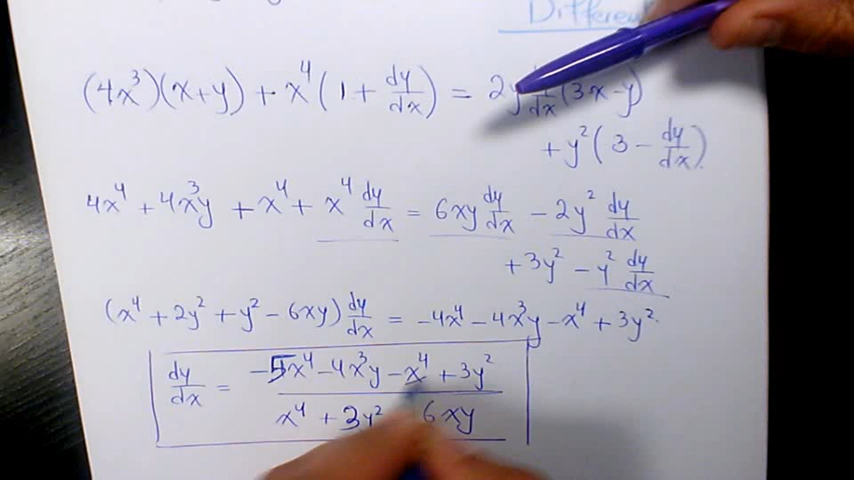 Differen
(4x³)(x+y) + x⁴(1 + dy/dx) = 2y dy/dx (3x-y)
+ y²(3 - dy/dx).
4x⁴ + 4x³y + x⁴ + x⁴ dy/dx = 6xy dy/dx - 2y² dy/dx
+3y² - y² dy/dx
(x⁴ + 2y² + y² - 6xy) dy/dx = -4x⁴ - 4x³y - x⁴ + 3y².
dy/dx = (-5x⁴ - 4x³y - x⁴ + 3y²)/(x⁴ + 3y² 6xy)